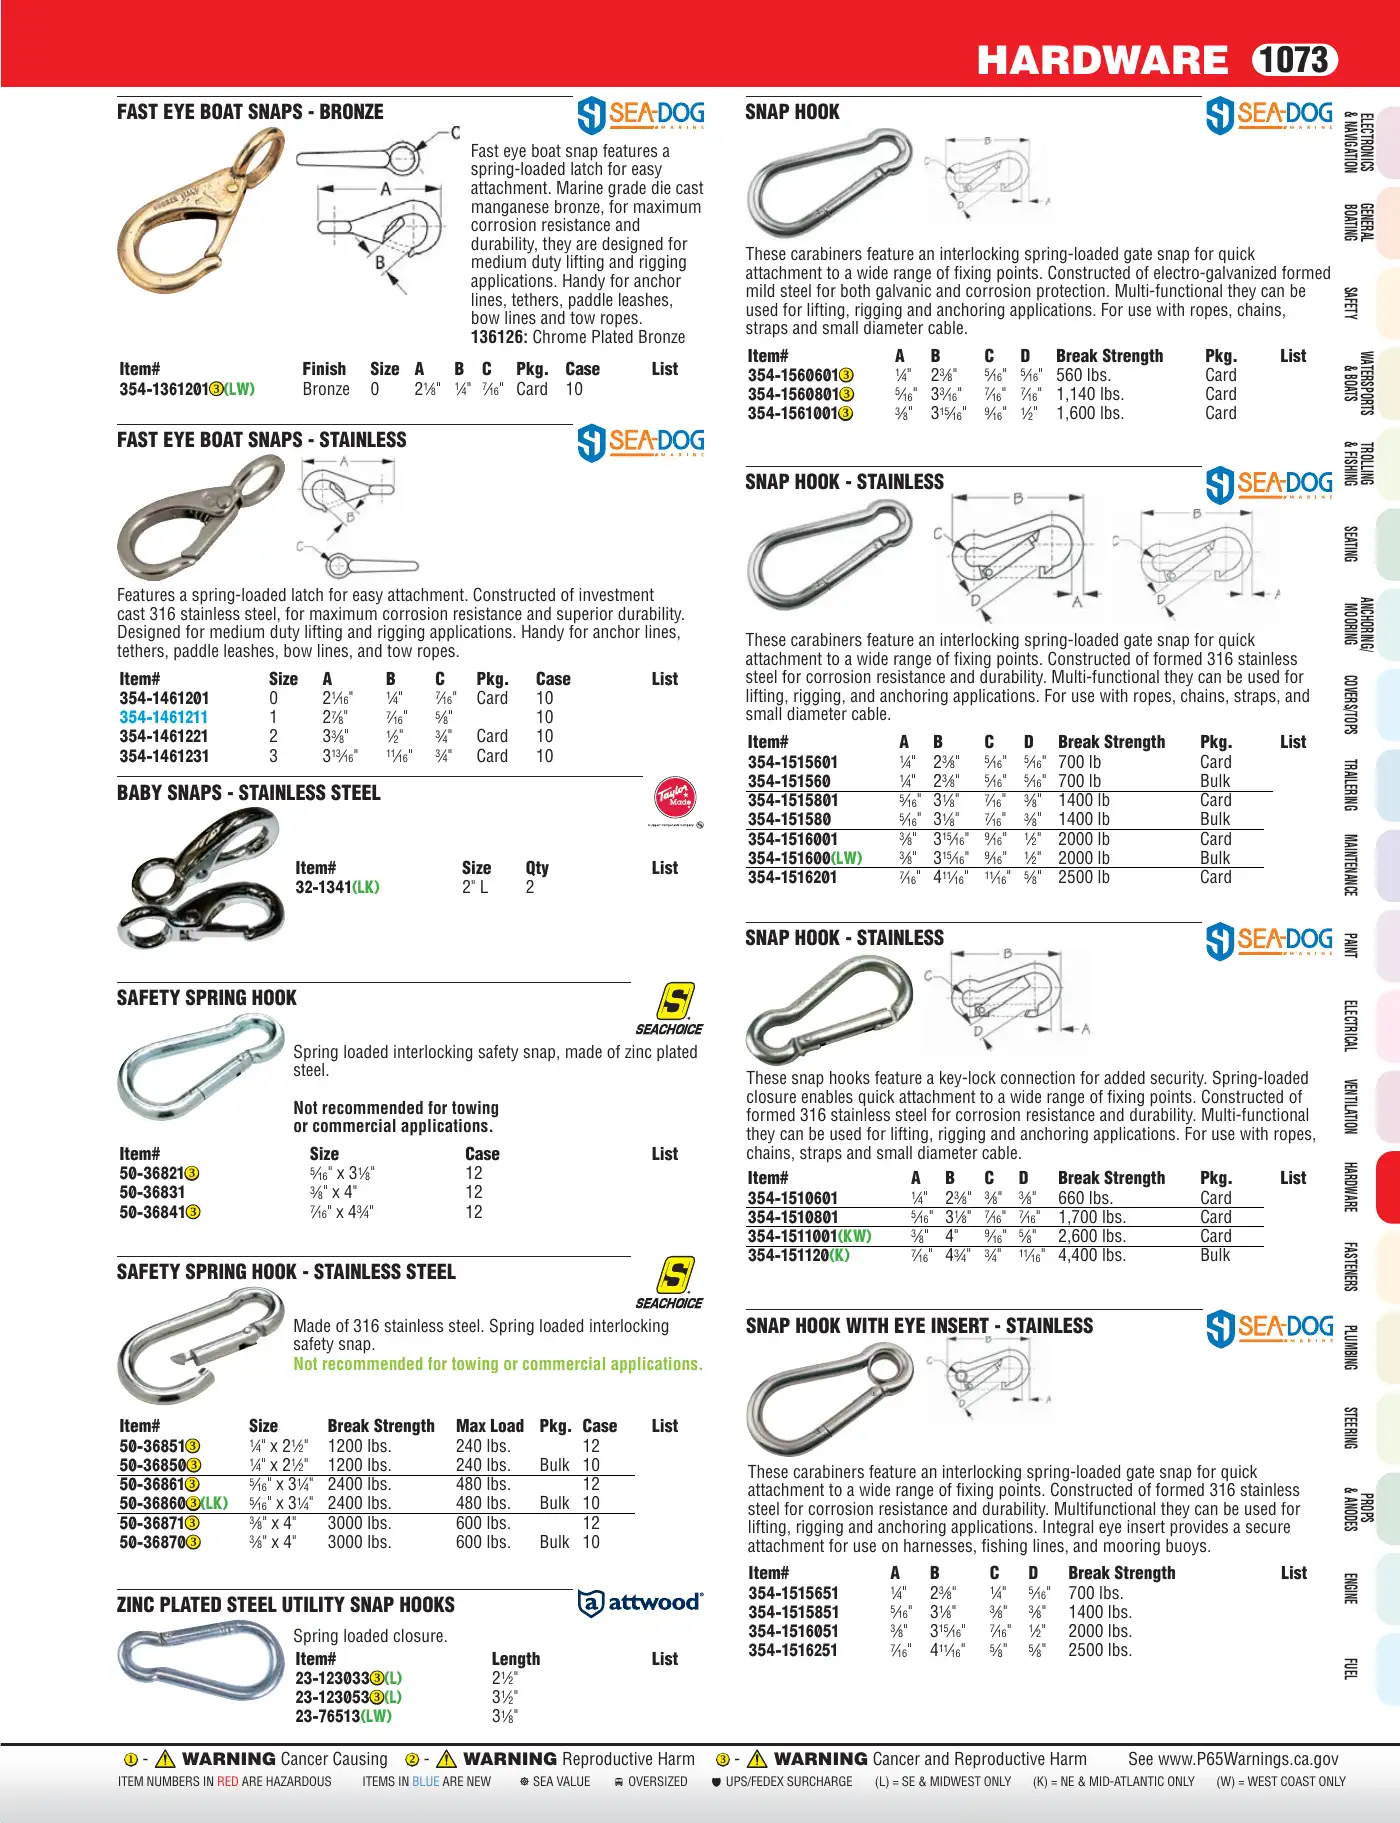 HARDWARE 1073
FAST EYE BOAT SNAPS - BRONZE
SEA-DOG
MARINE
C
A
B
Fast eye boat snap features a
spring-loaded latch for easy
attachment. Marine grade die cast
manganese bronze, for maximum
corrosion resistance and
durability, they are designed for
medium duty lifting and rigging
applications. Handy for anchor
lines, tethers, paddle leashes,
bow lines and tow ropes.
136126: Chrome Plated Bronze
Item# Finish Size A B C Pkg. Case List
354-1361201③(LW) Bronze 0 2⅛" ¼" ⁷⁄₁₆" Card 10
FAST EYE BOAT SNAPS - STAINLESS
SEA-DOG
MARINE
A
B
C
Features a spring-loaded latch for easy attachment. Constructed of investment
cast 316 stainless steel, for maximum corrosion resistance and superior durability.
Designed for medium duty lifting and rigging applications. Handy for anchor lines,
tethers, paddle leashes, bow lines, and tow ropes.
Item# Size A B C Pkg. Case List
354-1461201 0 2¹⁄₁₆" ¼" ⁷⁄₁₆" Card 10
354-1461211 1 2⅞" ⁷⁄₁₆" ⅝" 10
354-1461221 2 3⅜" ½" ¾" Card 10
354-1461231 3 3¹³⁄₁₆" ¹¹⁄₁₆" ¾" Card 10
BABY SNAPS - STAINLESS STEEL
Taylor
Made
Item# Size Qty List
32-1341(LK) 2" L 2
SAFETY SPRING HOOK
S
SEACHOICE
Spring loaded interlocking safety snap, made of zinc plated
steel.
Not recommended for towing
or commercial applications.
Item# Size Case List
50-36821③ ⁵⁄₁₆" x 3⅛" 12
50-36831 ⅜" x 4" 12
50-36841③ ⁷⁄₁₆" x 4¾" 12
SAFETY SPRING HOOK - STAINLESS STEEL
S
SEACHOICE
Made of 316 stainless steel. Spring loaded interlocking
safety snap.
Not recommended for towing or commercial applications.
Item# Size Break Strength Max Load Pkg. Case List
50-36851③ ¼" x 2½" 1200 lbs. 240 lbs. 12
50-36850③ ¼" x 2½" 1200 lbs. 240 lbs. Bulk 10
50-36861③ ⁵⁄₁₆" x 3¼" 2400 lbs. 480 lbs. 12
50-36860③(LK) ⁵⁄₁₆" x 3¼" 2400 lbs. 480 lbs. Bulk 10
50-36871③ ⅜" x 4" 3000 lbs. 600 lbs. 12
50-36870③ ⅜" x 4" 3000 lbs. 600 lbs. Bulk 10
ZINC PLATED STEEL UTILITY SNAP HOOKS
a attwood®
Spring loaded closure.
Item# Length List
23-123033③(L) 2½"
23-123053③(L) 3½"
23-76513(LW) 3⅛"
SNAP HOOK
SEA-DOG
MARINE
B
C
D
A
These carabiners feature an interlocking spring-loaded gate snap for quick
attachment to a wide range of fixing points. Constructed of electro-galvanized formed
mild steel for both galvanic and corrosion protection. Multi-functional they can be
used for lifting, rigging and anchoring applications. For use with ropes, chains,
straps and small diameter cable.
Item# A B C D Break Strength Pkg. List
354-1560601③ ¼" 2⅜" ⁵⁄₁₆" ⁵⁄₁₆" 560 lbs. Card
354-1560801③ ⁵⁄₁₆" 3³⁄₁₆" ⁷⁄₁₆" ⁷⁄₁₆" 1,140 lbs. Card
354-1561001③ ⅜" 3¹⁵⁄₁₆" ⁹⁄₁₆" ½" 1,600 lbs. Card
SNAP HOOK - STAINLESS
SEA-DOG
MARINE
B B
C C
D A D A
These carabiners feature an interlocking spring-loaded gate snap for quick
attachment to a wide range of fixing points. Constructed of formed 316 stainless
steel for corrosion resistance and durability. Multi-functional they can be used for
lifting, rigging, and anchoring applications. For use with ropes, chains, straps, and
small diameter cable.
Item# A B C D Break Strength Pkg. List
354-1515601 ¼" 2⅜" ⁵⁄₁₆" ⁵⁄₁₆" 700 lb Card
354-151560 ¼" 2⅜" ⁵⁄₁₆" ⁵⁄₁₆" 700 lb Bulk
354-1515801 ⁵⁄₁₆" 3⅛" ⁷⁄₁₆" ⅜" 1400 lb Card
354-151580 ⁵⁄₁₆" 3⅛" ⁷⁄₁₆" ⅜" 1400 lb Bulk
354-1516001 ⅜" 3¹⁵⁄₁₆" ⁹⁄₁₆" ½" 2000 lb Card
354-151600(LW) ⅜" 3¹⁵⁄₁₆" ⁹⁄₁₆" ½" 2000 lb Bulk
354-1516201 ⁷⁄₁₆" 4¹¹⁄₁₆" ¹¹⁄₁₆" ⅝" 2500 lb Card
SNAP HOOK - STAINLESS
SEA-DOG
MARINE
B
C
D A
These snap hooks feature a key-lock connection for added security. Spring-loaded
closure enables quick attachment to a wide range of fixing points. Constructed of
formed 316 stainless steel for corrosion resistance and durability. Multi-functional
they can be used for lifting, rigging and anchoring applications. For use with ropes,
chains, straps and small diameter cable.
Item# A B C D Break Strength Pkg. List
354-1510601 ¼" 2⅜" ⅜" ⅜" 660 lbs. Card
354-1510801 ⁵⁄₁₆" 3⅛" ⁷⁄₁₆" ⁷⁄₁₆" 1,700 lbs. Card
354-1511001(KW) ⅜" 4" ⁹⁄₁₆" ⅝" 2,600 lbs. Card
354-151120(K) ⁷⁄₁₆" 4¾" ¾" ¹¹⁄₁₆" 4,400 lbs. Bulk
SNAP HOOK WITH EYE INSERT - STAINLESS
SEA-DOG
MARINE
B
C
D A
These carabiners feature an interlocking spring-loaded gate snap for quick
attachment to a wide range of fixing points. Constructed of formed 316 stainless
steel for corrosion resistance and durability. Multifunctional they can be used for
lifting, rigging and anchoring applications. Integral eye insert provides a secure
attachment for use on harnesses, fishing lines, and mooring buoys.
Item# A B C D Break Strength List
354-1515651 ¼" 2⅜" ¼" ⁵⁄₁₆" 700 lbs.
354-1515851 ⁵⁄₁₆" 3⅛" ⅜" ⅜" 1400 lbs.
354-1516051 ⅜" 3¹⁵⁄₁₆" ⁷⁄₁₆" ½" 2000 lbs.
354-1516251 ⁷⁄₁₆" 4¹¹⁄₁₆" ⅝" ⅝" 2500 lbs.
ELECTRONICS
& NAVIGATION
GENERAL
BOATING
SAFETY
WATERSPORTS
& BOATS
TROLLING
& FISHING
SEATING
ANCHORING/
MOORING
COVERS/TOPS
TRAILERING
MAINTENANCE
PAINT
ELECTRICAL
VENTILATION
HARDWARE
FASTENERS
PLUMBING
STEERING
PROPS
& ANODES
ENGINE
FUEL
① - ⚠ WARNING Cancer Causing ② - ⚠ WARNING Reproductive Harm ③ - ⚠ WARNING Cancer and Reproductive Harm See www.P65Warnings.ca.gov
ITEM NUMBERS IN RED ARE HAZARDOUS ITEMS IN BLUE ARE NEW SEA VALUE OVERSIZED UPS/FEDEX SURCHARGE (L) = SE & MIDWEST ONLY (K) = NE & MID-ATLANTIC ONLY (W) = WEST COAST ONLY